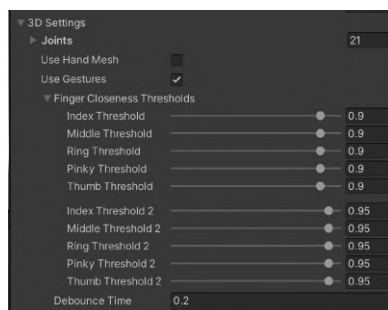 3D Settings
Joints 21
Use Hand Mesh
Use Gestures
Finger Closeness Thresholds
Index Threshold 0.9
Middle Threshold 0.9
Ring Threshold 0.9
Pinky Threshold 0.9
Thumb Threshold 0.9
Index Threshold 2 0.95
Middle Threshold 2 0.95
Ring Threshold 2 0.95
Pinky Threshold 2 0.95
Thumb Threshold 2 0.95
Debounce Time 0.2